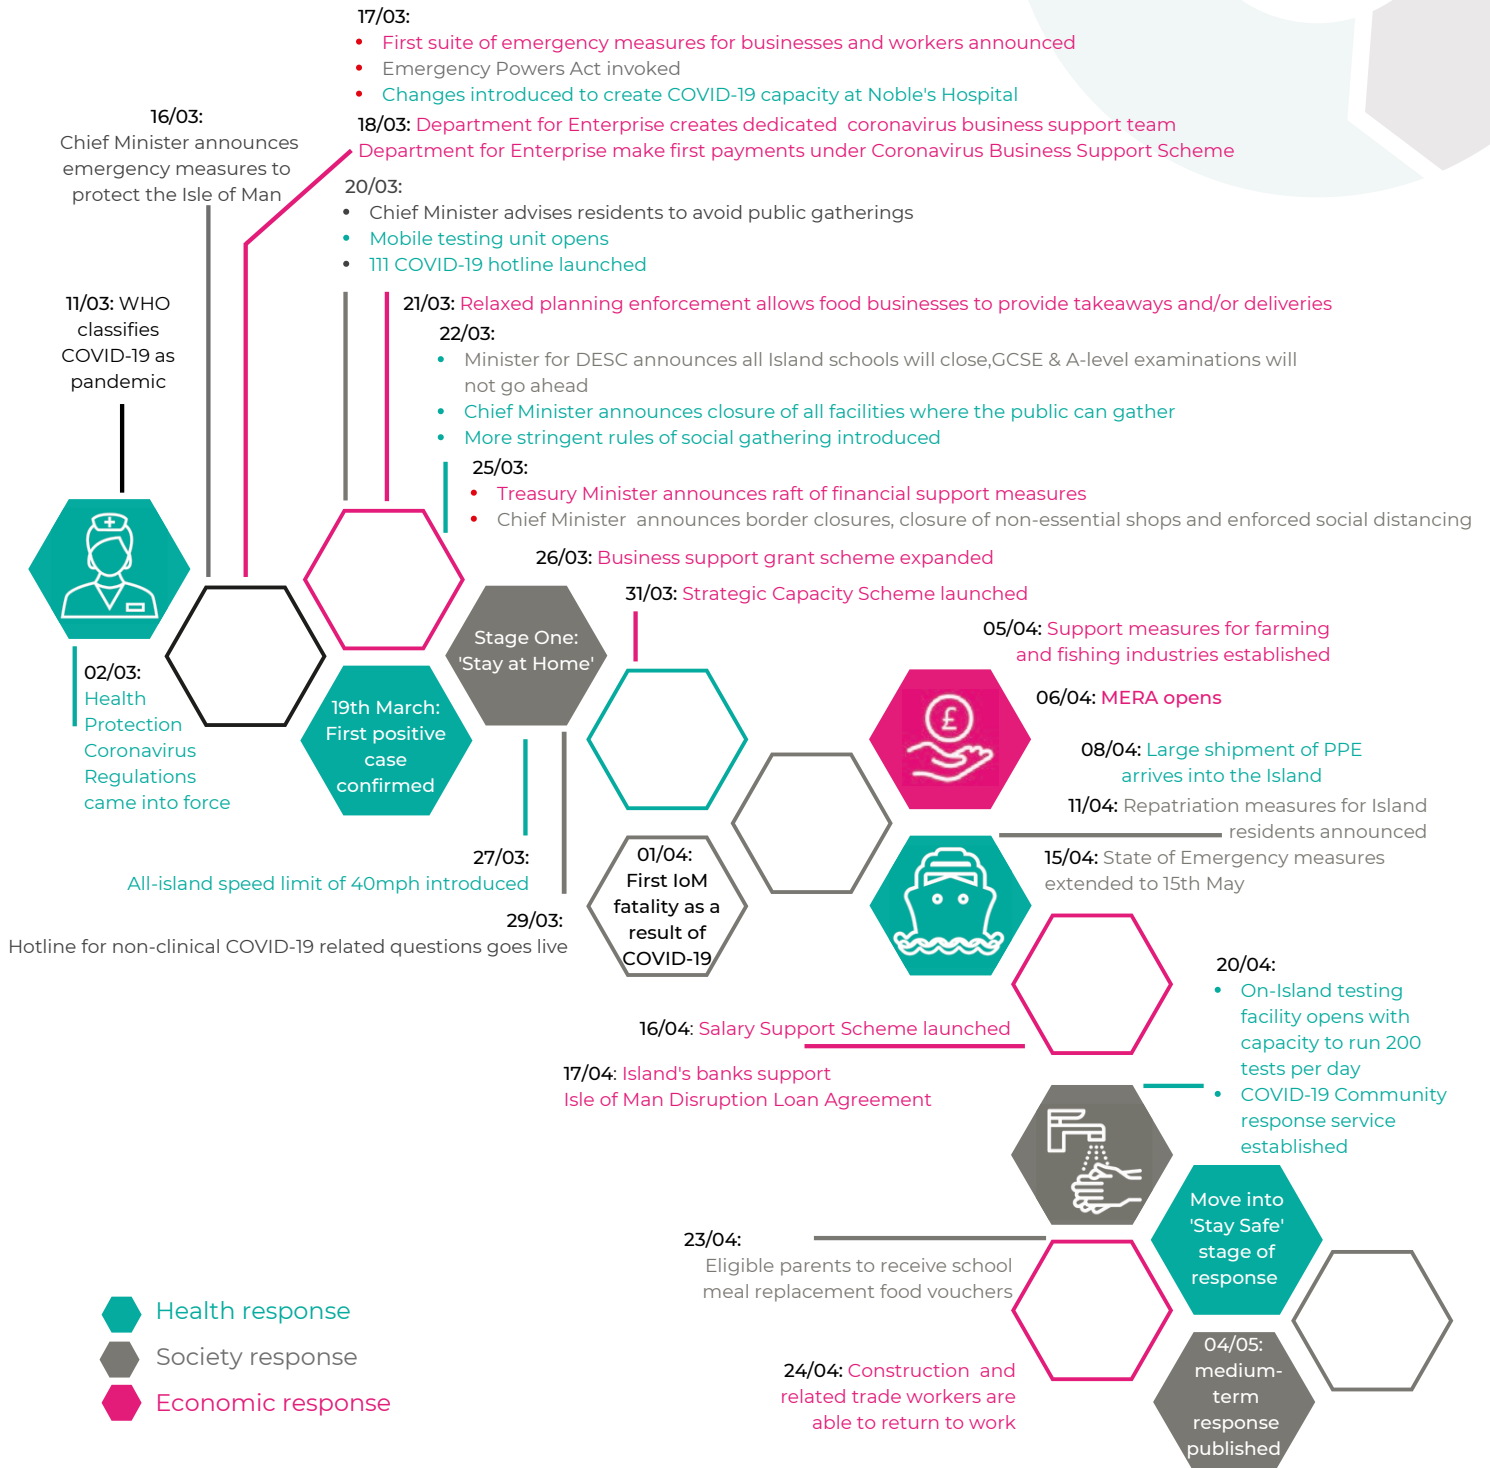 17/03:
• First suite of emergency measures for businesses and workers announced
• Emergency Powers Act invoked
• Changes introduced to create COVID-19 capacity at Noble's Hospital
16/03:
Chief Minister announces
emergency measures to
protect the Isle of Man
18/03: Department for Enterprise creates dedicated coronavirus business support team
Department for Enterprise make first payments under Coronavirus Business Support Scheme
20/03:
• Chief Minister advises residents to avoid public gatherings
• Mobile testing unit opens
• 111 COVID-19 hotline launched
11/03: WHO
classifies
COVID-19 as
pandemic
21/03: Relaxed planning enforcement allows food businesses to provide takeaways and/or deliveries
22/03:
• Minister for DESC announces all Island schools will close,GCSE & A-level examinations will
not go ahead
• Chief Minister announces closure of all facilities where the public can gather
• More stringent rules of social gathering introduced
25/03:
• Treasury Minister announces raft of financial support measures
• Chief Minister announces border closures, closure of non-essential shops and enforced social distancing
26/03: Business support grant scheme expanded
31/03: Strategic Capacity Scheme launched
Stage One:
'Stay at Home'
02/03:
Health
Protection
Coronavirus
Regulations
came into force
19th March:
First positive
case
confirmed
05/04: Support measures for farming
and fishing industries established
06/04: MERA opens
£
08/04: Large shipment of PPE
arrives into the Island
11/04: Repatriation measures for Island
residents announced
15/04: State of Emergency measures
extended to 15th May
27/03:
All-island speed limit of 40mph introduced
29/03:
Hotline for non-clinical COVID-19 related questions goes live
01/04:
First IoM
fatality as a
result of
COVID-19
16/04: Salary Support Scheme launched
17/04: Island's banks support
Isle of Man Disruption Loan Agreement
20/04:
• On-Island testing
facility opens with
capacity to run 200
tests per day
• COVID-19 Community
response service
established
Move into
'Stay Safe'
stage of
response
23/04:
Eligible parents to receive school
meal replacement food vouchers
24/04: Construction and
related trade workers are
able to return to work
04/05:
medium-
term
response
published
Health response
Society response
Economic response